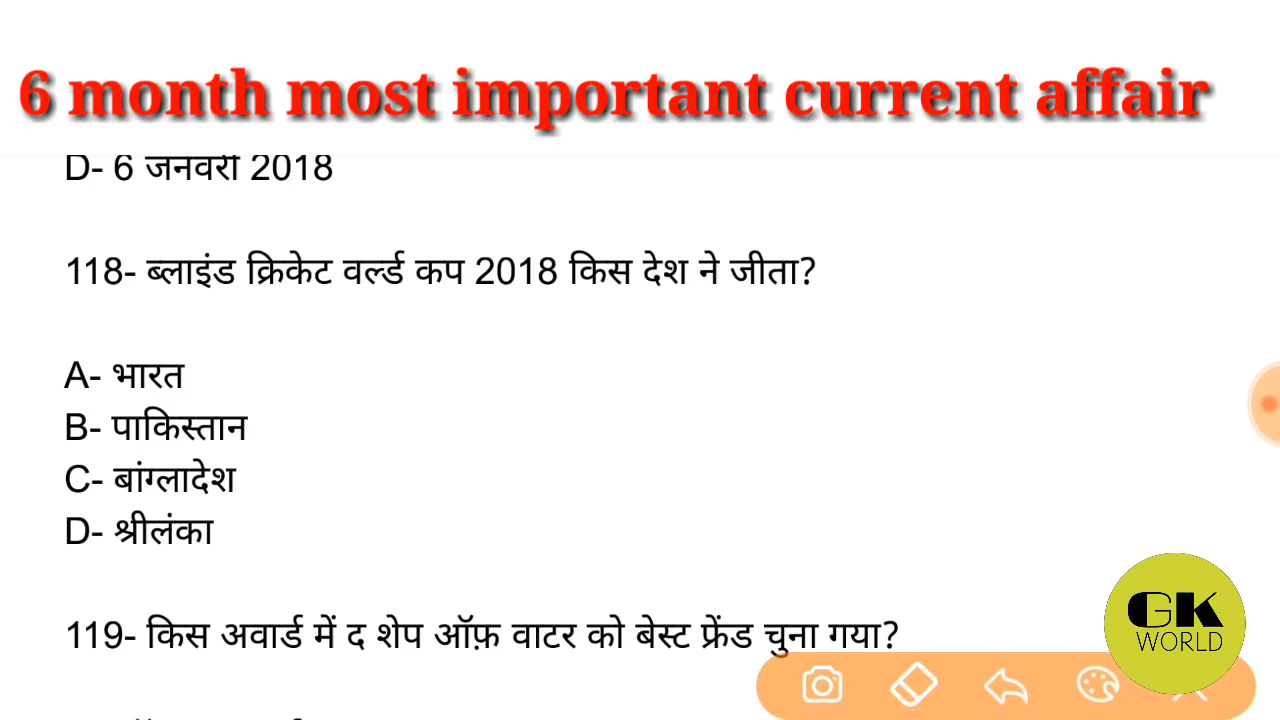 6 month most important current affair
D- 6 जनवरी 2018
118- ब्लाइंड क्रिकेट वर्ल्ड कप 2018 किस देश ने जीता?
A- भारत
B- पाकिस्तान
C- बांग्लादेश
D- श्रीलंका
119- किस अवार्ड में द शेप ऑफ़ वाटर को बेस्ट फ्रेंड चुना गया?
GK
WORLD